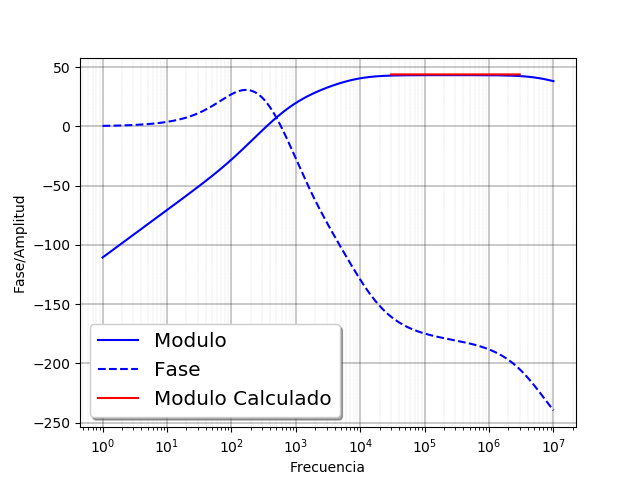 50
0
−50
−100
−150
−200
−250
Fase/Amplitud
Modulo
Fase
Modulo Calculado
10⁰ 10¹ 10² 10³ 10⁴ 10⁵ 10⁶ 10⁷
Frecuencia